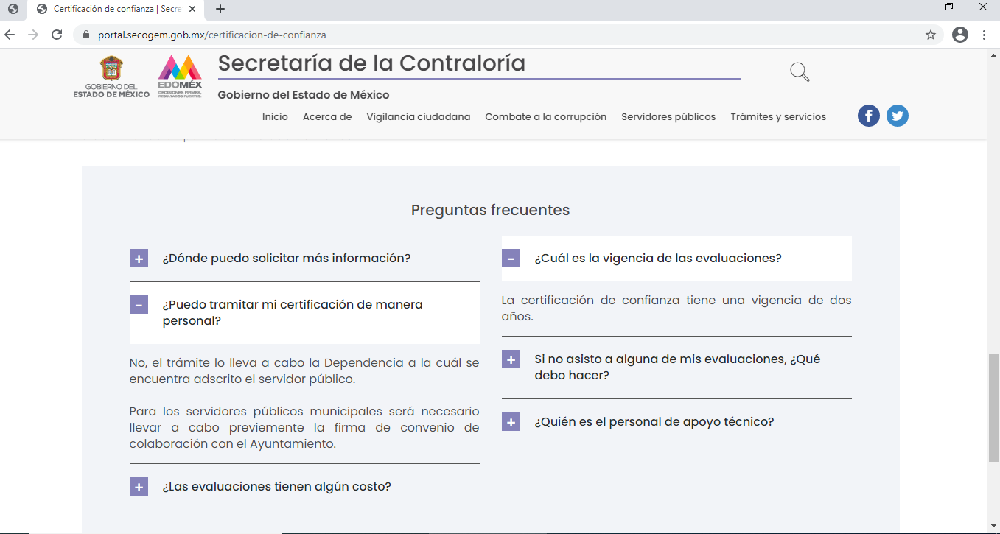 Certificación de confianza | Secre
portal.secogem.gob.mx/certificacion-de-confianza
GOBIERNO DEL
ESTADO DE MÉXICO
EDOMÉX
DECISIONES FIRMES,
RESULTADOS FUERTES.
Secretaría de la Contraloría
Gobierno del Estado de México
Inicio Acerca de Vigilancia ciudadana Combate a la corrupción Servidores públicos Trámites y servicios
Preguntas frecuentes
¿Dónde puedo solicitar más información?
¿Puedo tramitar mi certificación de manera
personal?
No, el trámite lo lleva a cabo la Dependencia a la cuál se
encuentra adscrito el servidor público.
Para los servidores públicos municipales será necesario
llevar a cabo previemente la firma de convenio de
colaboración con el Ayuntamiento.
¿Las evaluaciones tienen algún costo?
¿Cuál es la vigencia de las evaluaciones?
La certificación de confianza tiene una vigencia de dos
años.
Si no asisto a alguna de mis evaluaciones, ¿Qué
debo hacer?
¿Quién es el personal de apoyo técnico?